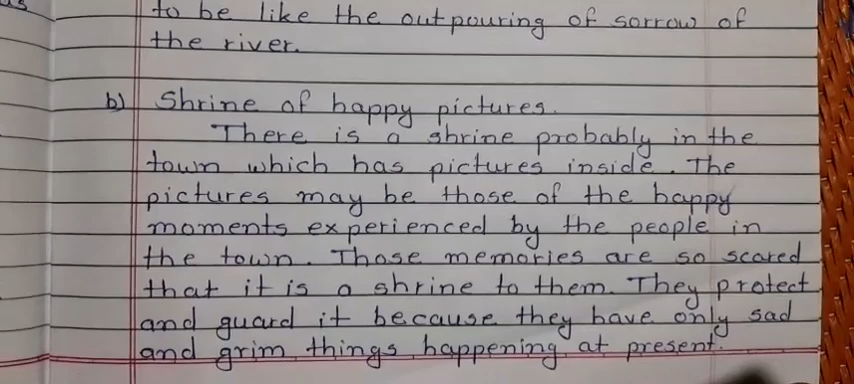 to be like the outpouring of sorrow of
the river.
b) Shrine of happy pictures.
There is a shrine probably in the
town which has pictures inside. The
pictures may be those of the happy
moments experienced by the people in
the town. Those memories are so scared
that it is a shrine to them. They protect
and guard it because they have only sad
and grim things happening at present.